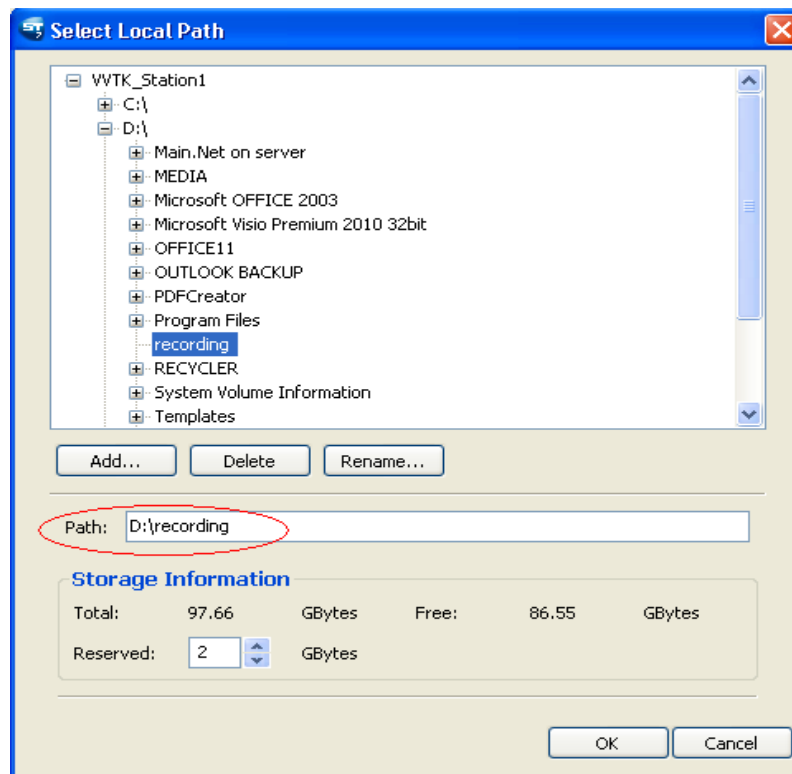 ST7 Select Local Path
VVTK_Station1
C:\
D:\
Main.Net on server
MEDIA
Microsoft OFFICE 2003
Microsoft Visio Premium 2010 32bit
OFFICE11
OUTLOOK BACKUP
PDFCreator
Program Files
recording
RECYCLER
System Volume Information
Templates
Add... Delete Rename...
Path: D:\recording
Storage Information
Total: 97.66 GBytes Free: 86.55 GBytes
Reserved: 2 GBytes
OK Cancel